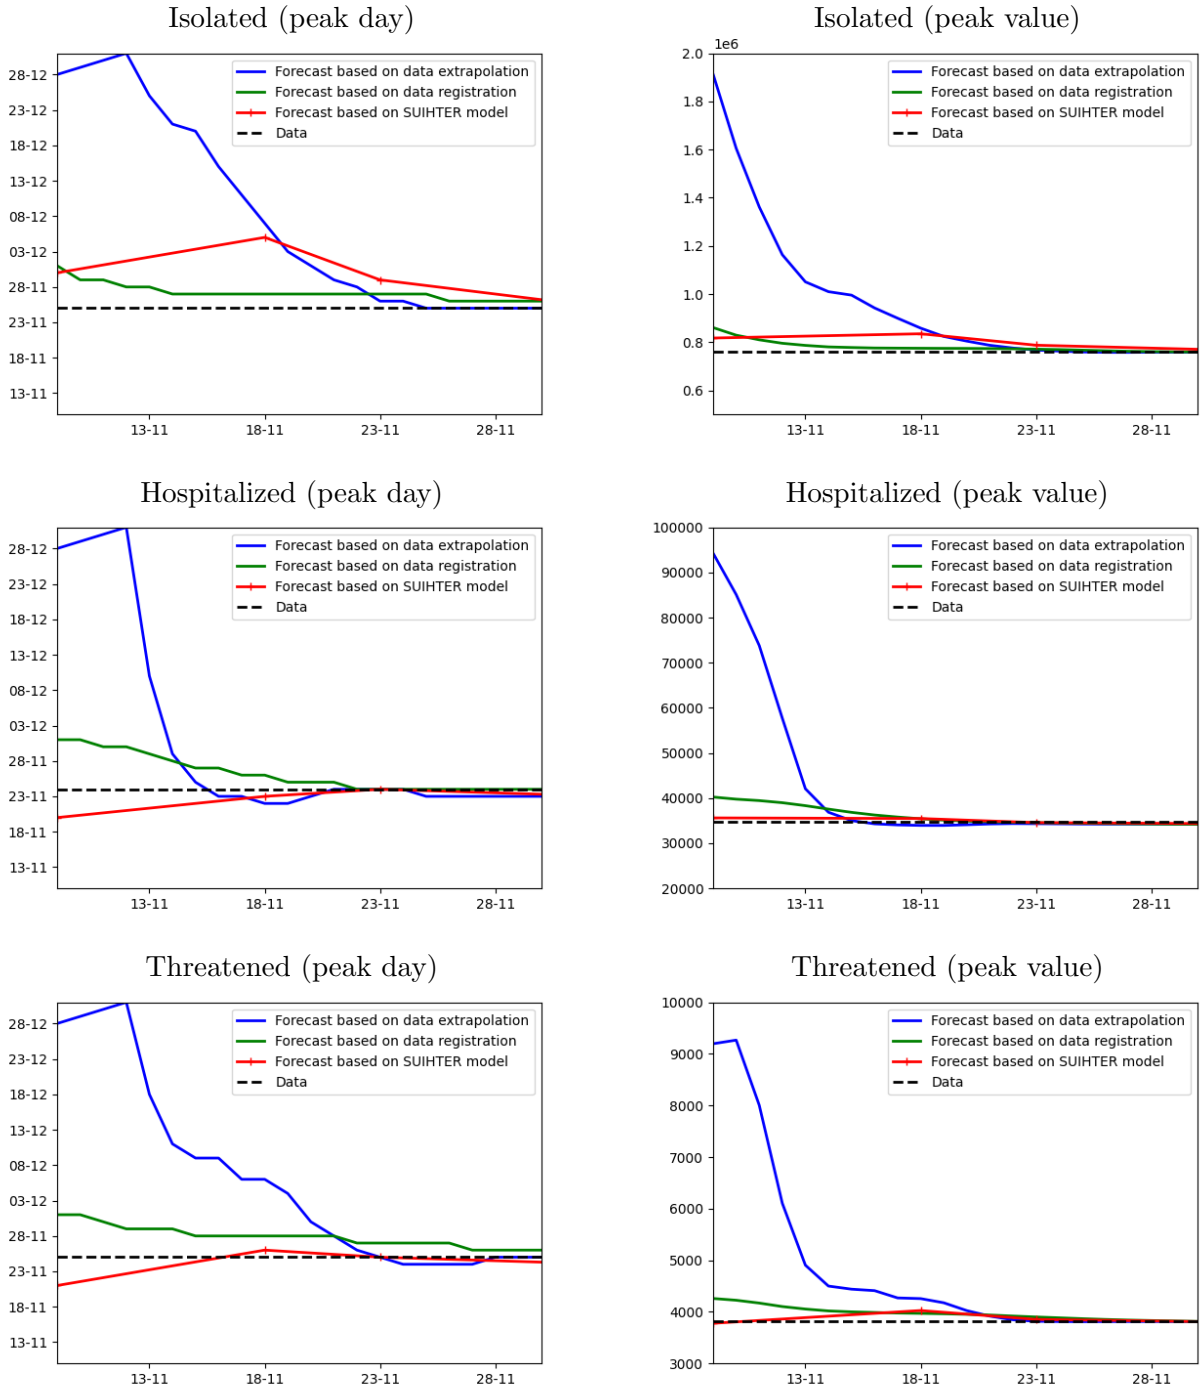 Isolated (peak day)
28-12
23-12
18-12
13-12
08-12
03-12
28-11
23-11
18-11
13-11
Forecast based on data extrapolation
Forecast based on data registration
Forecast based on SUIHTER model
Data
13-11 18-11 23-11 28-11
Isolated (peak value)
1e6
2.0
1.8
1.6
1.4
1.2
1.0
0.8
0.6
Forecast based on data extrapolation
Forecast based on data registration
Forecast based on SUIHTER model
Data
13-11 18-11 23-11 28-11
Hospitalized (peak day)
28-12
23-12
18-12
13-12
08-12
03-12
28-11
23-11
18-11
13-11
Forecast based on data extrapolation
Forecast based on data registration
Forecast based on SUIHTER model
Data
13-11 18-11 23-11 28-11
Hospitalized (peak value)
100000
90000
80000
70000
60000
50000
40000
30000
20000
Forecast based on data extrapolation
Forecast based on data registration
Forecast based on SUIHTER model
Data
13-11 18-11 23-11 28-11
Threatened (peak day)
28-12
23-12
18-12
13-12
08-12
03-12
28-11
23-11
18-11
13-11
Forecast based on data extrapolation
Forecast based on data registration
Forecast based on SUIHTER model
Data
13-11 18-11 23-11 28-11
Threatened (peak value)
10000
9000
8000
7000
6000
5000
4000
3000
Forecast based on data extrapolation
Forecast based on data registration
Forecast based on SUIHTER model
Data
13-11 18-11 23-11 28-11